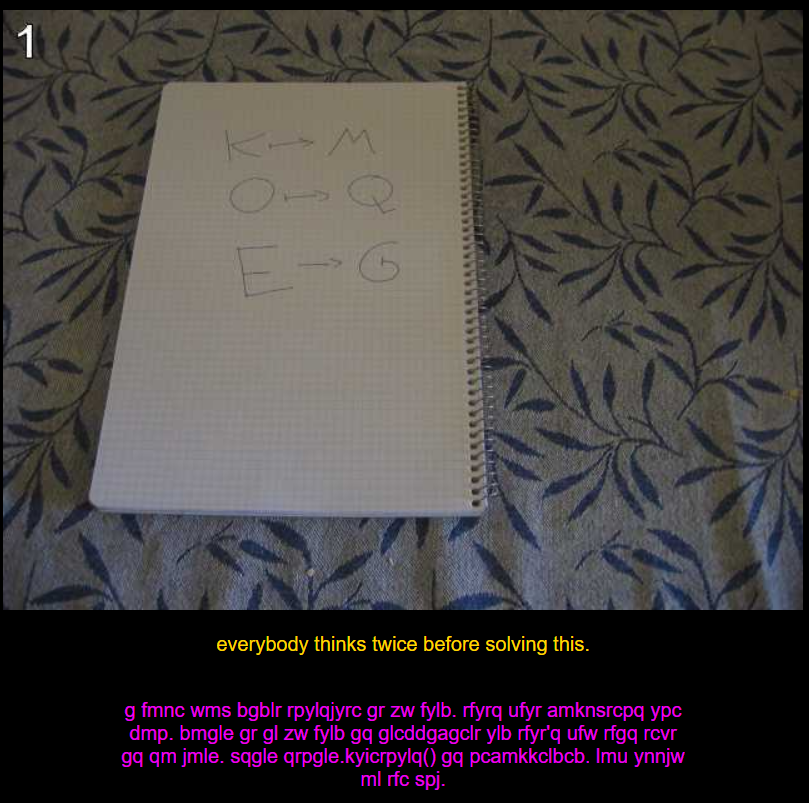 1
K → M
O → Q
E → G
everybody thinks twice before solving this.
g fmnc wms bgblr rpylqjyrc gr zw fylb. rfyrq ufyr amknsrcpq ypc
dmp. bmgle gr gl zw fylb gq glcddgagclr ylb rfyr'q ufw rfgq rcvr
gq qm jmle. sqgle qrpgle.kyicrpylq() gq pcamkkclbcb. lmu ynnjw
ml rfc spj.